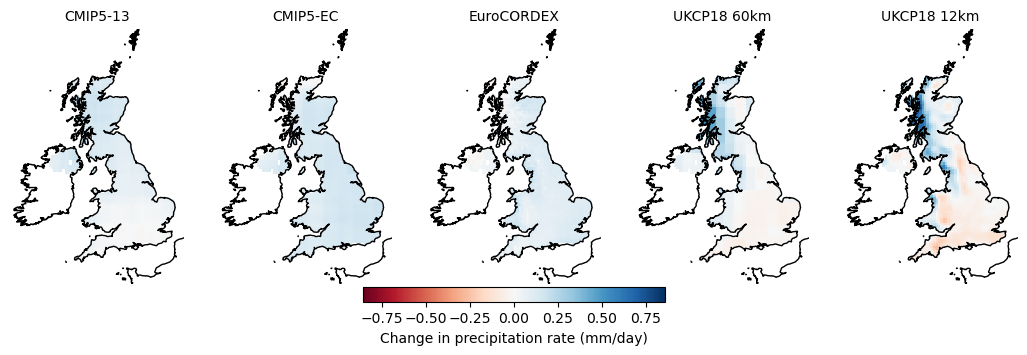 CMIP5-13 CMIP5-EC EuroCORDEX UKCP18 60km UKCP18 12km
−0.75 −0.50 −0.25 0.00 0.25 0.50 0.75
Change in precipitation rate (mm/day)